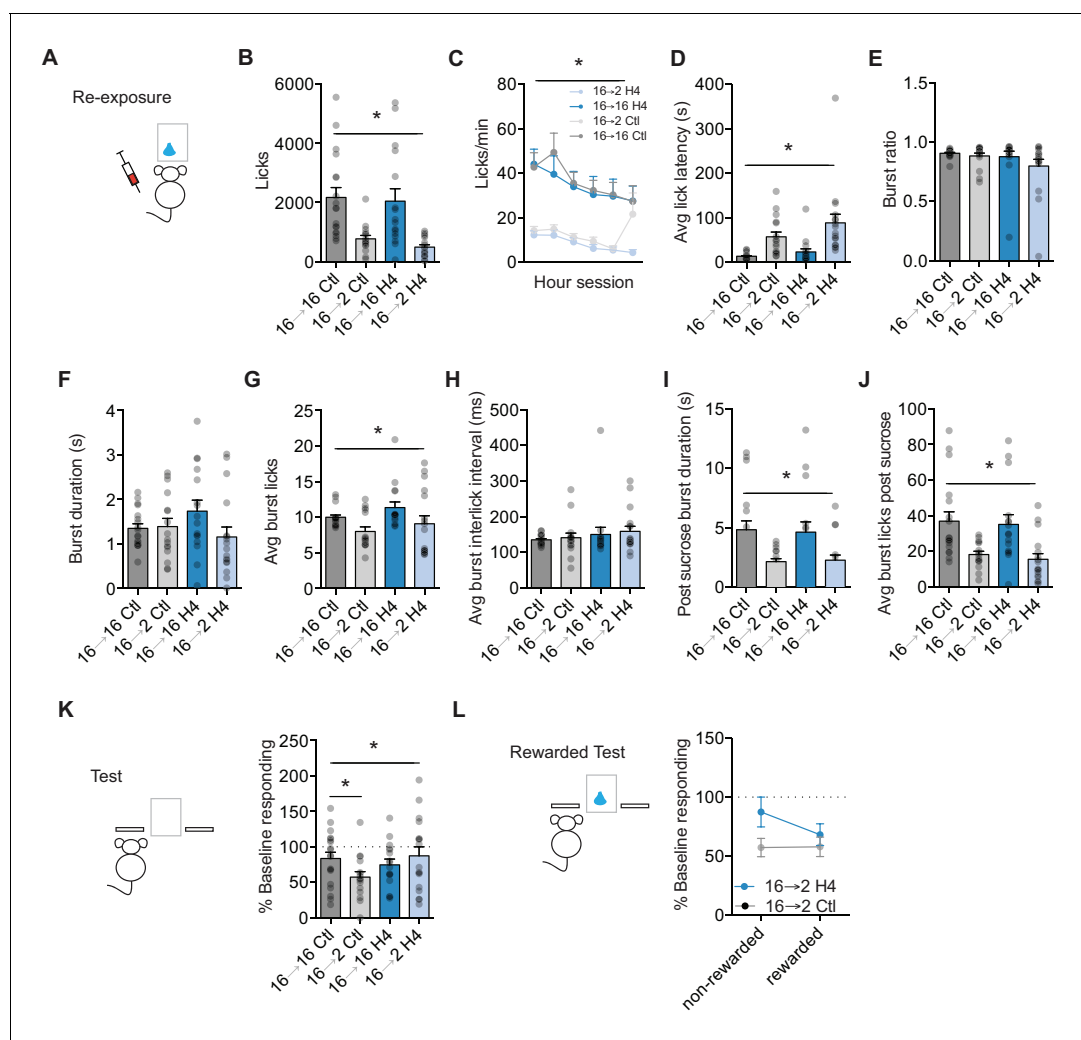 A
Re-exposure
B
Licks
6000
4000
2000
0
16→16 Ctl
16→2 Ctl
16→16 H4
16→2 H4
*
C
Licks/min
80
60
40
20
0
*
16→2 H4
16→16 H4
16→2 Ctl
16→16 Ctl
Hour session
D
Avg lick latency (s)
400
300
200
100
0
*
16→16 Ctl
16→2 Ctl
16→16 H4
16→2 H4
E
Burst ratio
1.5
1.0
0.5
0.0
16→16 Ctl
16→2 Ctl
16→16 H4
16→2 H4
F
Burst duration (s)
4
3
2
1
0
16→16 Ctl
16→2 Ctl
16→16 H4
16→2 H4
G
Avg burst licks
25
20
15
10
5
0
*
16→16 Ctl
16→2 Ctl
16→16 H4
16→2 H4
H
Avg burst interlick interval (ms)
500
400
300
200
100
0
16→16 Ctl
16→2 Ctl
16→16 H4
16→2 H4
I
Post sucrose burst duration (s)
15
10
5
0
*
16→16 Ctl
16→2 Ctl
16→16 H4
16→2 H4
J
Avg burst licks post sucrose
100
80
60
40
20
0
*
16→16 Ctl
16→2 Ctl
16→16 H4
16→2 H4
K
Test
% Baseline responding
250
200
150
100
50
0
*
*
16→16 Ctl
16→2 Ctl
16→16 H4
16→2 H4
L
Rewarded Test
% Baseline responding
150
100
50
0
16→2 H4
16→2 Ctl
non-rewarded
rewarded